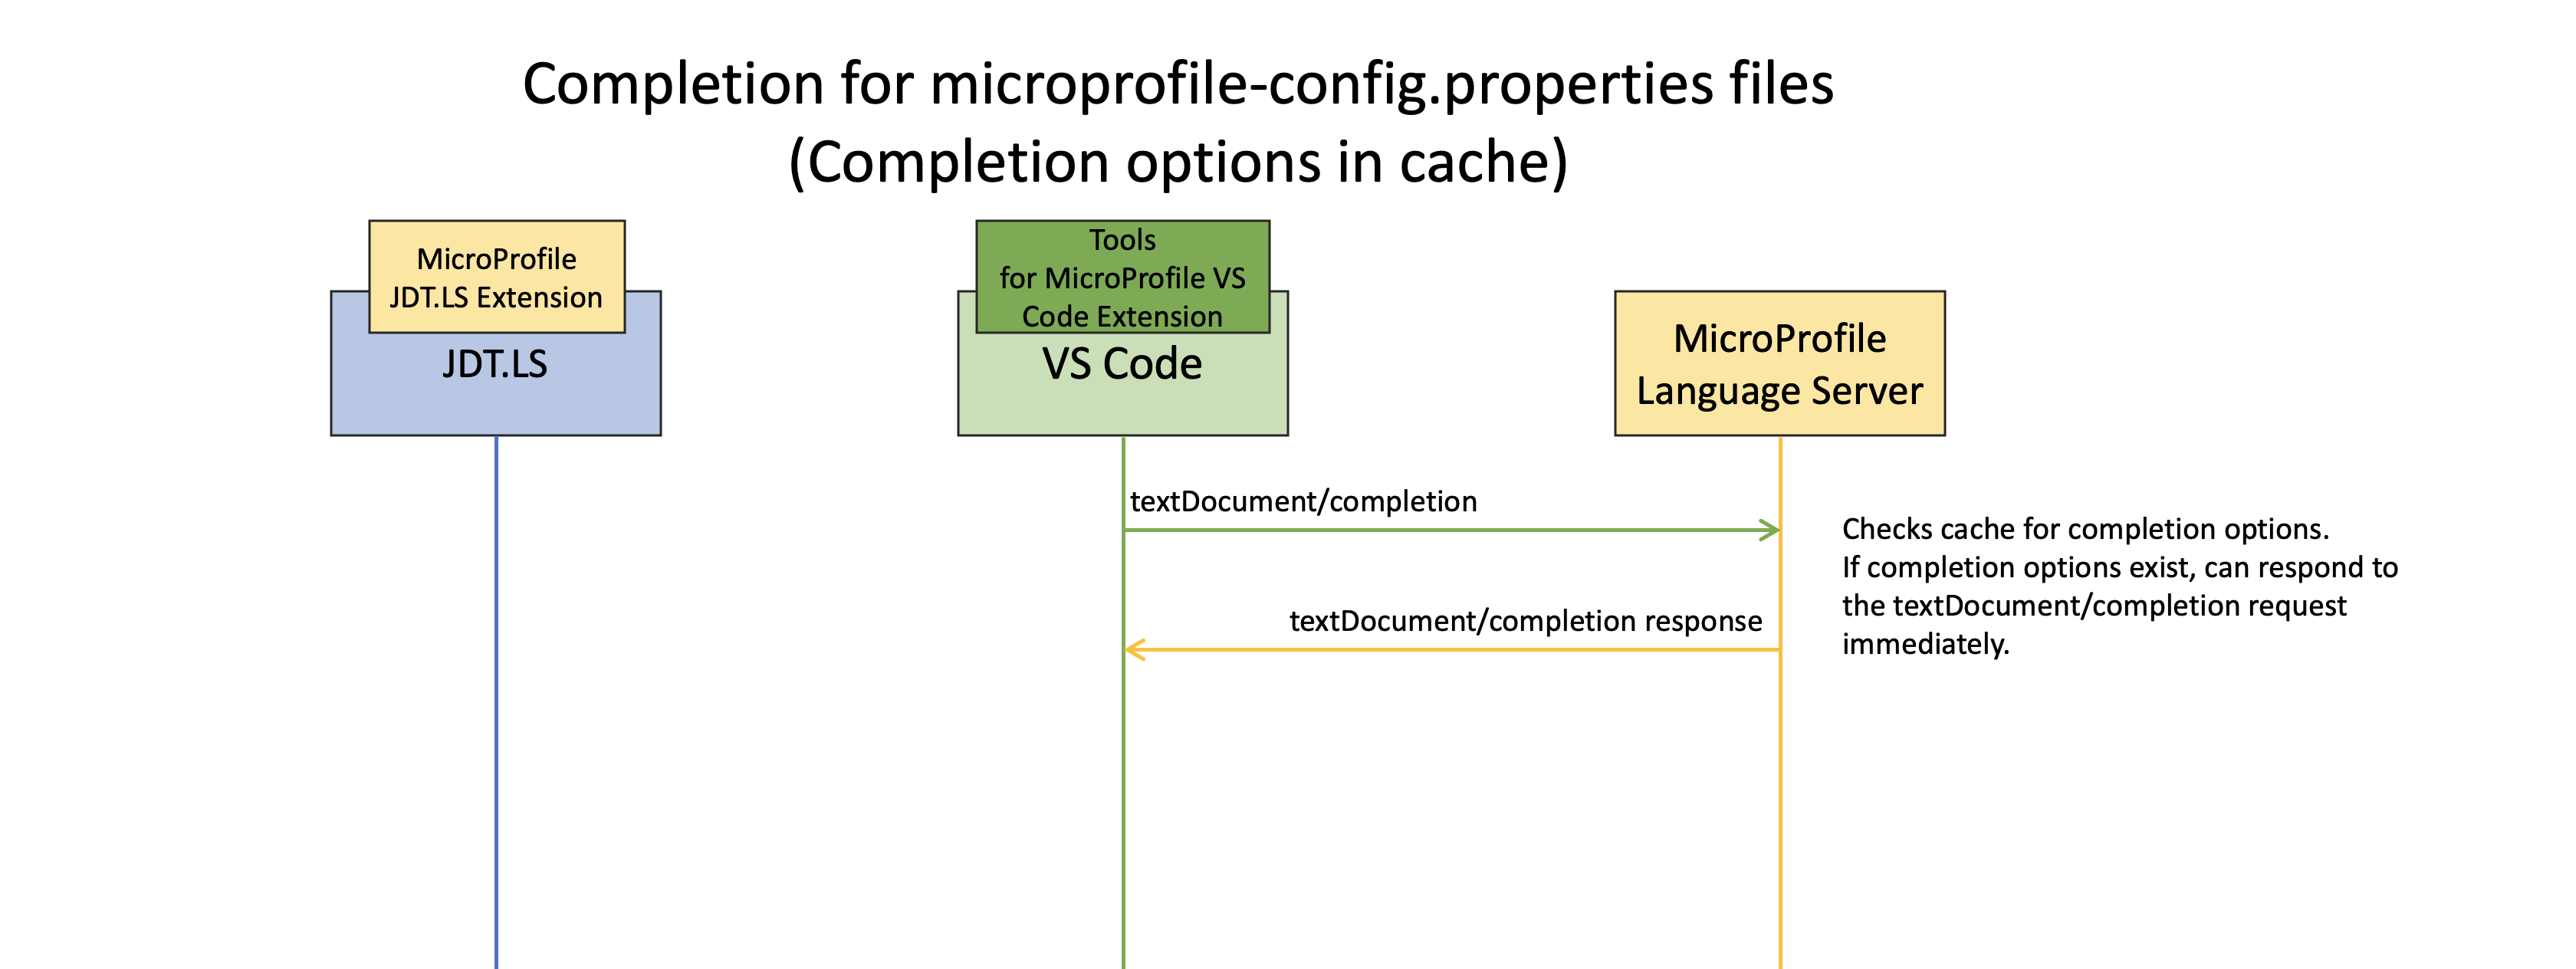 Completion for microprofile-config.properties files
(Completion options in cache)
MicroProfile
JDT.LS Extension
JDT.LS
Tools
for MicroProfile VS
Code Extension
VS Code
MicroProfile
Language Server
textDocument/completion
textDocument/completion response
Checks cache for completion options.
If completion options exist, can respond to
the textDocument/completion request
immediately.